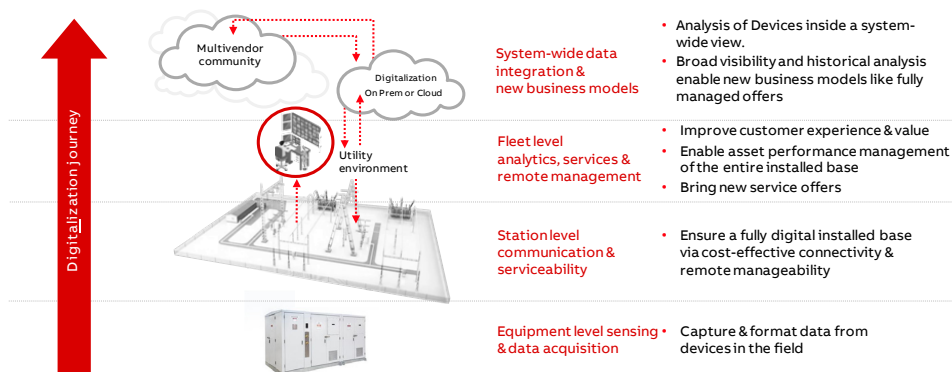 Digitalization journey
Multivendor
community
Digitalization
On Prem or Cloud
Utility
environment
System-wide data
integration &
new business models
• Analysis of Devices inside a system-
wide view.
• Broad visibility and historical analysis
enable new business models like fully
managed offers
Fleet level
analytics, services &
remote management
• Improve customer experience & value
• Enable asset performance management
of the entire installed base
• Bring new service offers
Station level
communication &
serviceability
• Ensure a fully digital installed base
via cost-effective connectivity &
remote manageability
Equipment level sensing
& data acquisition
• Capture & format data from
devices in the field